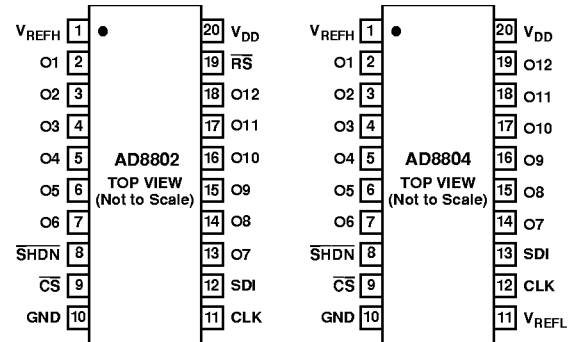 VREFH 1 20 VDD VREFH 1 20 VDD
O1 2 19 RS O1 2 19 O12
O2 3 18 O12 O2 3 18 O11
O3 4 17 O11 O3 4 17 O10
O4 5 AD8802 16 O10 O4 5 AD8804 16 O9
O5 6 TOP VIEW 15 O9 O5 6 TOP VIEW 15 O8
(Not to Scale) (Not to Scale)
O6 7 14 O8 O6 7 14 O7
SHDN 8 13 O7 SHDN 8 13 SDI
CS 9 12 SDI CS 9 12 CLK
GND 10 11 CLK GND 10 11 VREFL